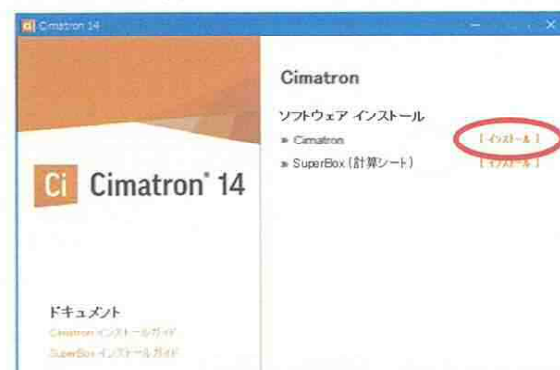 Cimatron 14
Cimatron
ソフトウェア インストール
» Cimatron [ インストール ]
» SuperBox (計算シート) [ インストール ]
Ci Cimatron® 14
ドキュメント
Cimatron インストールガイド
SuperBox インストールガイド